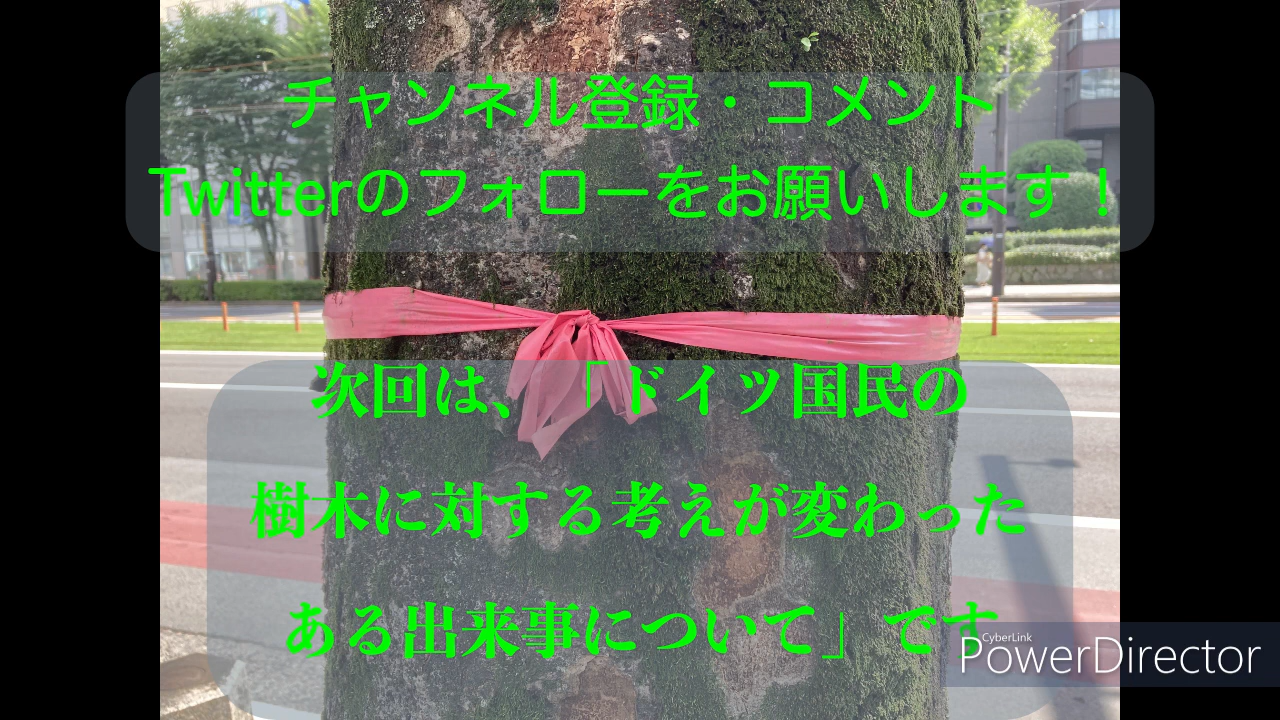 チャンネル登録・コメント
Twitterのフォローをお願いします！
次回は、「ドイツ国民の
樹木に対する考えが変わった
ある出来事について」です
CyberLink
PowerDirector